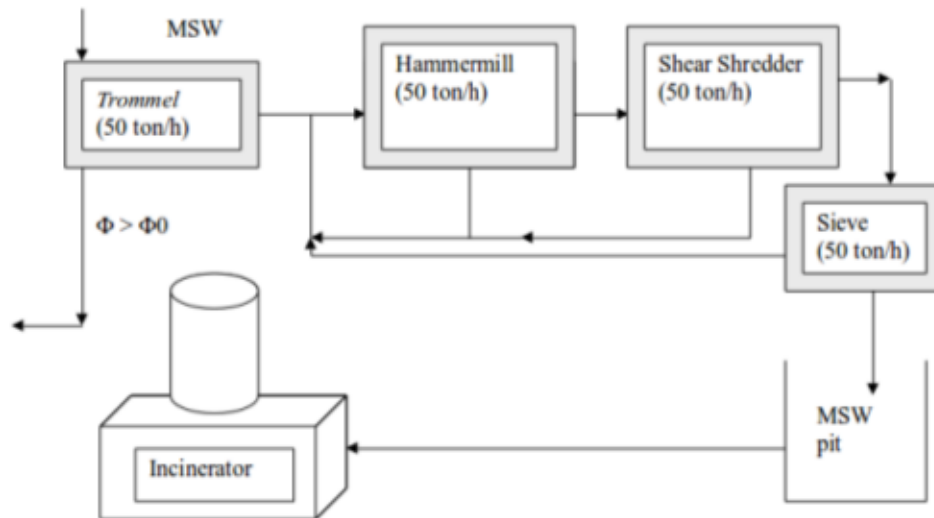 MSW
Trommel
(50 ton/h)
Hammermill
(50 ton/h)
Shear Shredder
(50 ton/h)
Φ > Φ0
Sieve
(50 ton/h)
MSW
pit
Incinerator